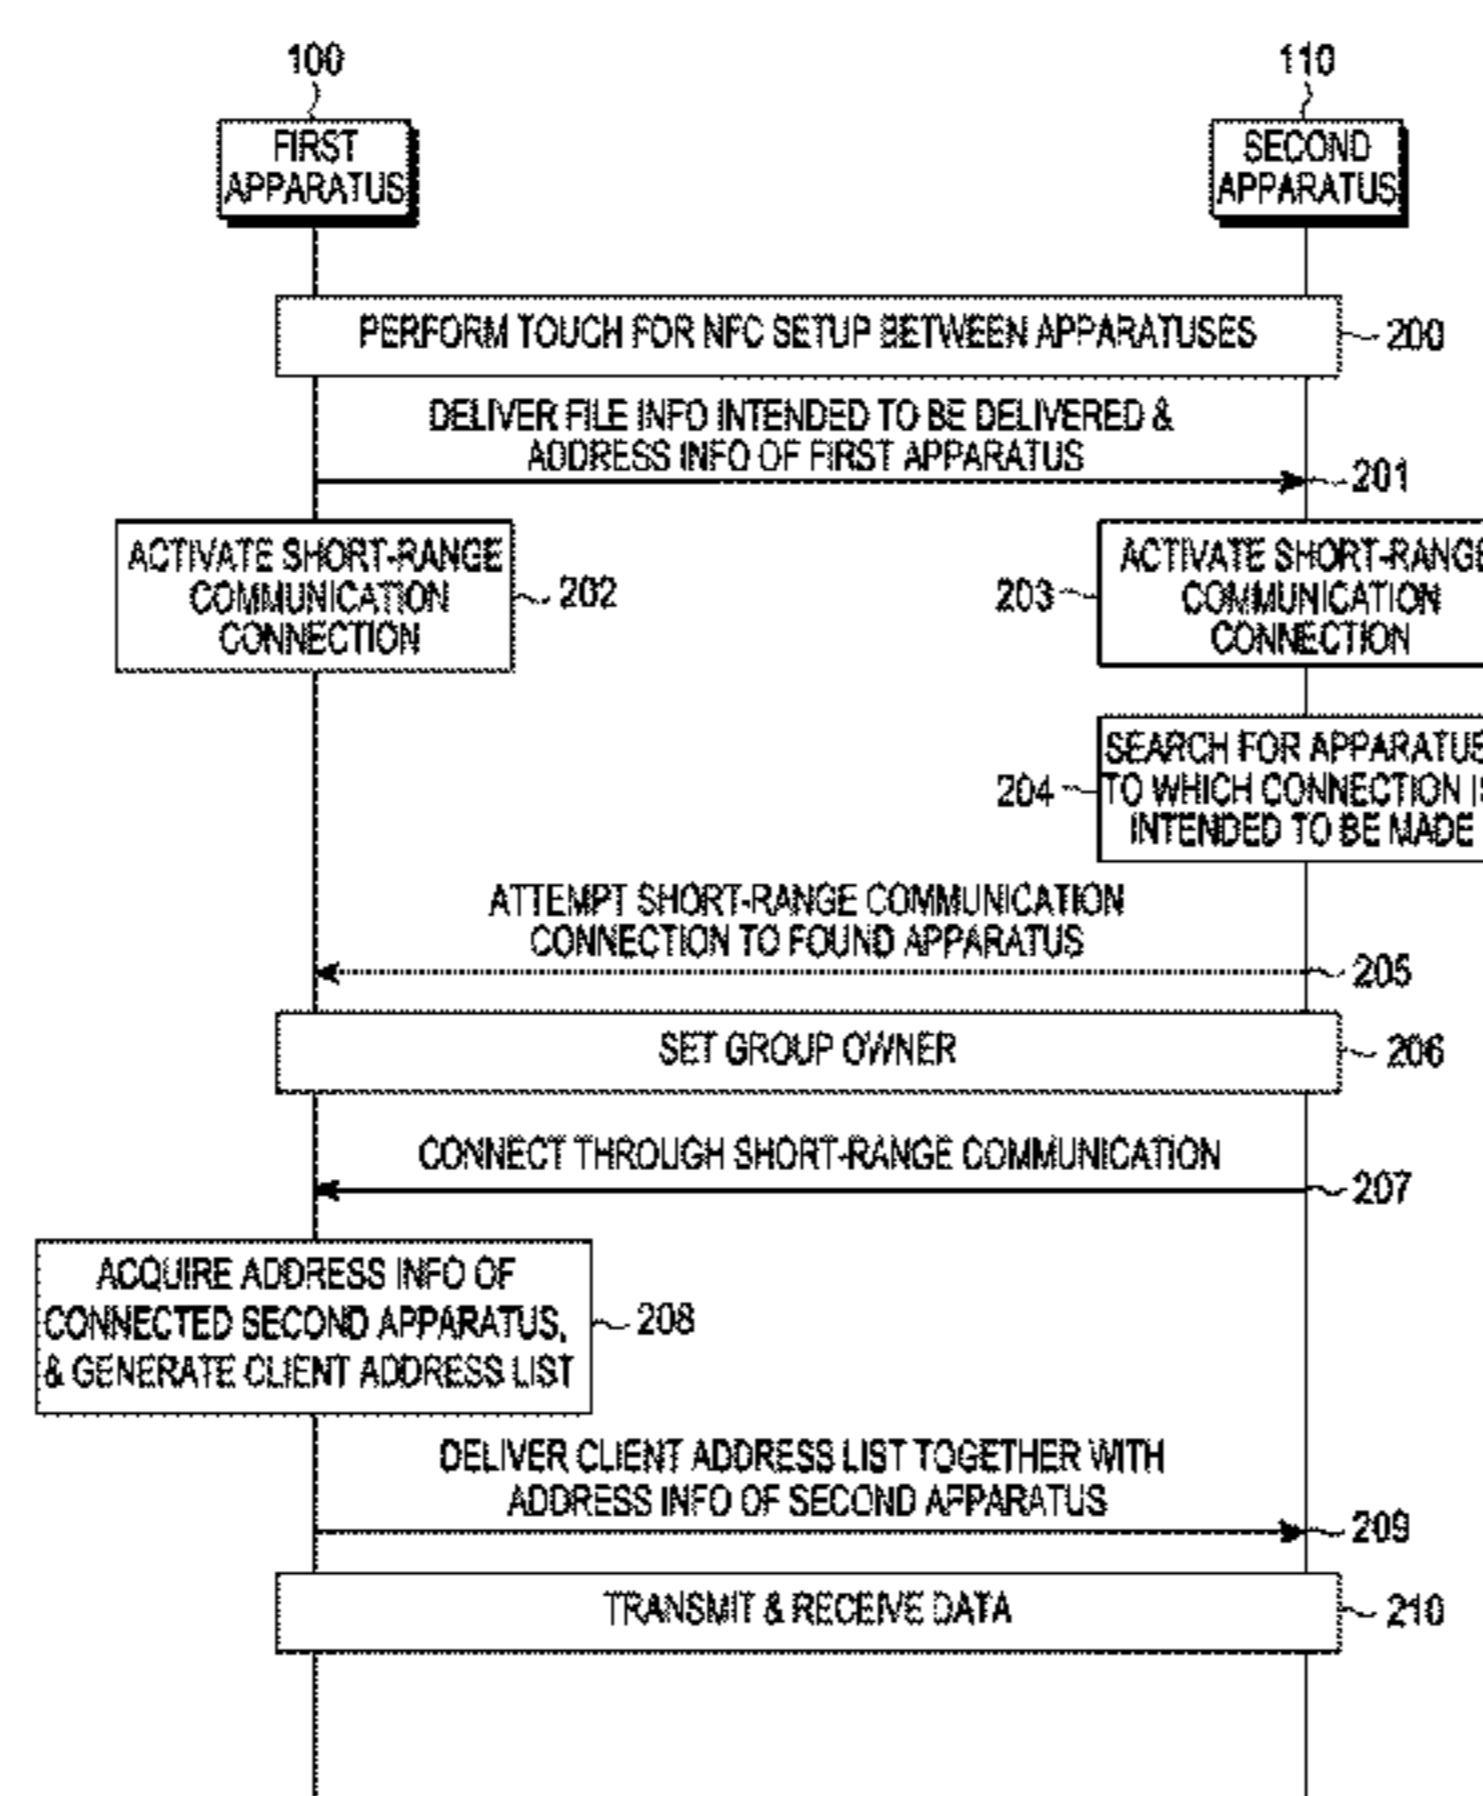 100
110
FIRST
APPARATUS
SECOND
APPARATUS
PERFORM TOUCH FOR NFC SETUP BETWEEN APPARATUSES
200
DELIVER FILE INFO INTENDED TO BE DELIVERED &
ADDRESS INFO OF FIRST APPARATUS
201
ACTIVATE SHORT-RANGE
COMMUNICATION
CONNECTION
202
203
ACTIVATE SHORT-RANGE
COMMUNICATION
CONNECTION
204
SEARCH FOR APPARATUS
TO WHICH CONNECTION IS
INTENDED TO BE MADE
ATTEMPT SHORT-RANGE COMMUNICATION
CONNECTION TO FOUND APPARATUS
205
SET GROUP OWNER
206
CONNECT THROUGH SHORT-RANGE COMMUNICATION
207
ACQUIRE ADDRESS INFO OF
CONNECTED SECOND APPARATUS,
& GENERATE CLIENT ADDRESS LIST
208
DELIVER CLIENT ADDRESS LIST TOGETHER WITH
ADDRESS INFO OF SECOND APPARATUS
209
TRANSMIT & RECEIVE DATA
210